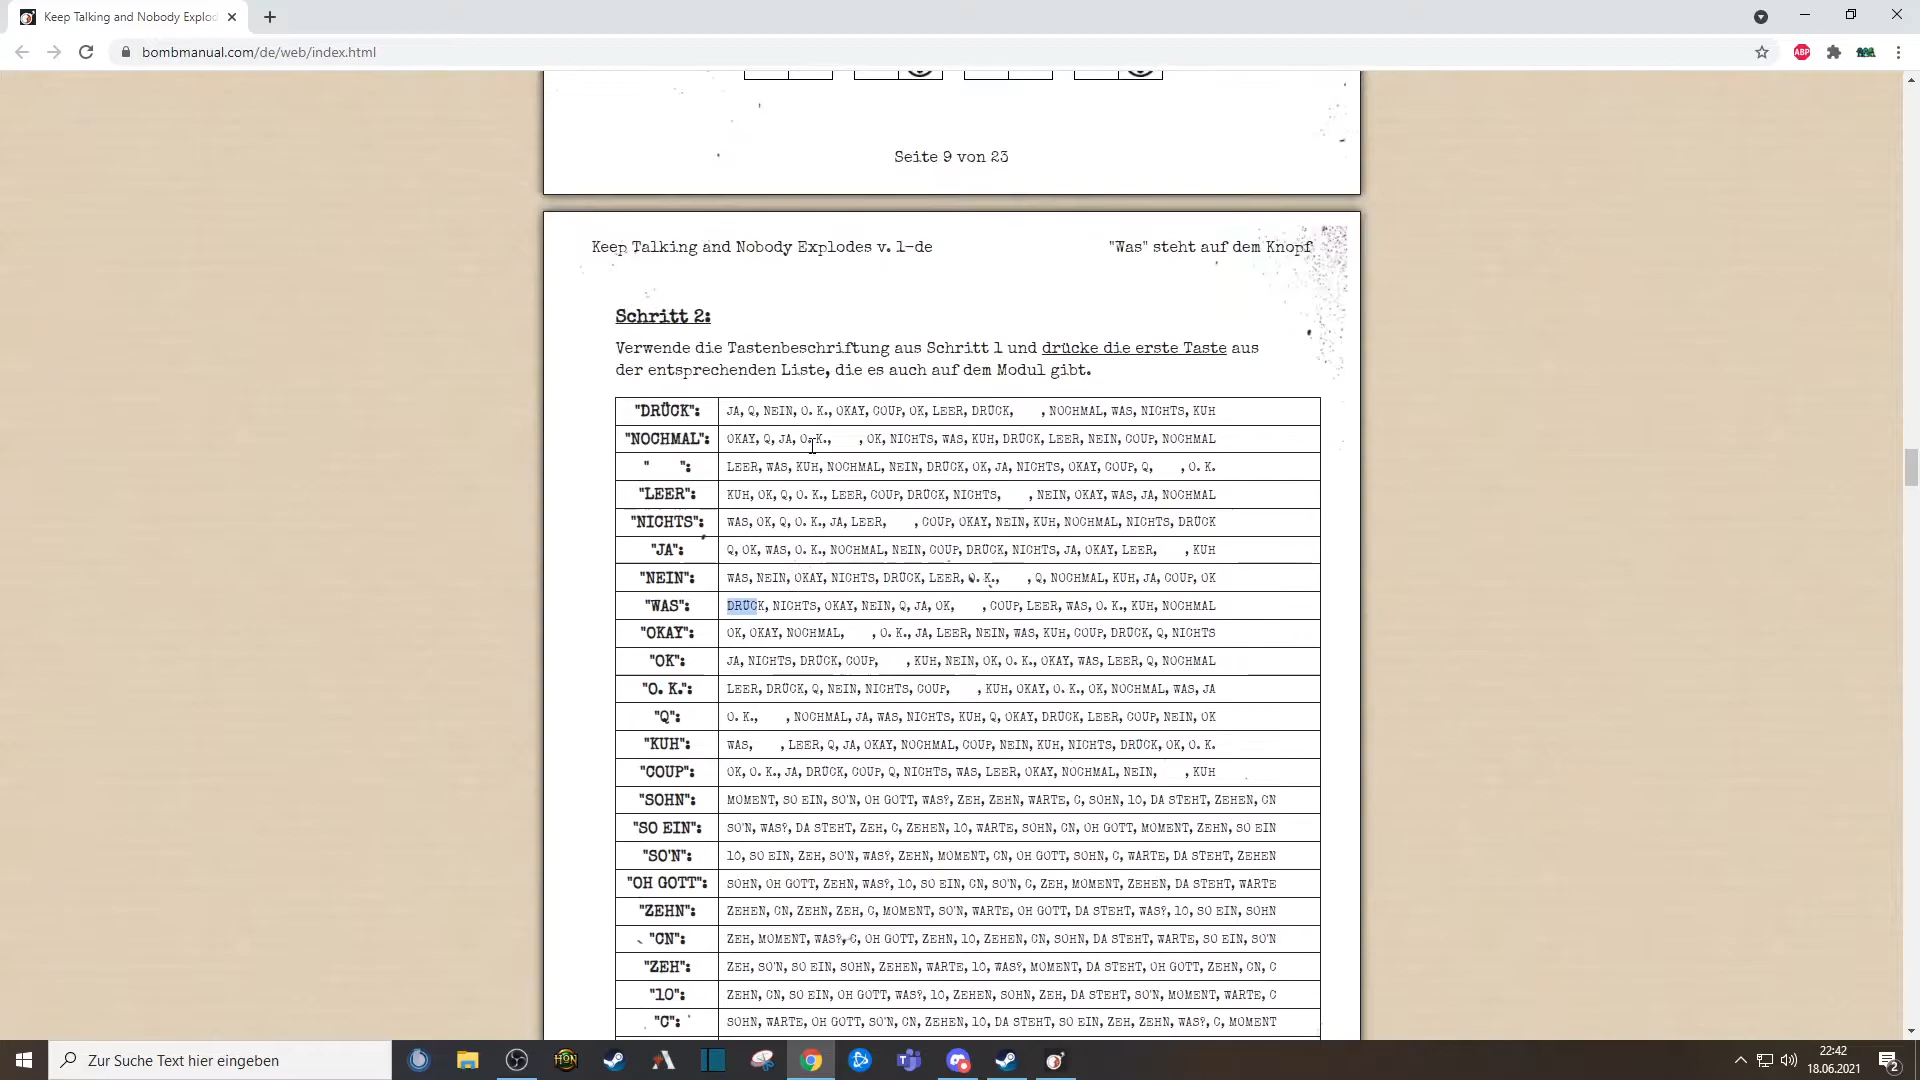 Keep Talking and Nobody Explod
bombmanual.com/de/web/index.html
ABP
Seite 9 von 23
Keep Talking and Nobody Explodes v. 1-de
"Was" steht auf dem Knopf
Schritt 2:
Verwende die Tastenbeschriftung aus Schritt 1 und drücke die erste Taste aus
der entsprechenden Liste, die es auch auf dem Modul gibt.
"DRÜCK": JA, Q, NEIN, O. K., OKAY, COUP, OK, LEER, DRÜCK, , NOCHMAL, WAS, NICHTS, KUH
"NOCHMAL": OKAY, Q, JA, O. K., , OK, NICHTS, WAS, KUH, DRÜCK, LEER, NEIN, COUP, NOCHMAL
" ": LEER, WAS, KUH, NOCHMAL, NEIN, DRÜCK, OK, JA, NICHTS, OKAY, COUP, Q, , O. K.
"LEER": KUH, OK, Q, O. K., LEER, COUP, DRÜCK, NICHTS, , NEIN, OKAY, WAS, JA, NOCHMAL
"NICHTS": WAS, OK, Q, O. K., JA, LEER, , COUP, OKAY, NEIN, KUH, NOCHMAL, NICHTS, DRÜCK
"JA": Q, OK, WAS, O. K., NOCHMAL, NEIN, COUP, DRÜCK, NICHTS, JA, OKAY, LEER, , KUH
"NEIN": WAS, NEIN, OKAY, NICHTS, DRÜCK, LEER, O. K., , Q, NOCHMAL, KUH, JA, COUP, OK
"WAS": DRÜCK, NICHTS, OKAY, NEIN, Q, JA, OK, , COUP, LEER, WAS, O. K., KUH, NOCHMAL
"OKAY": OK, OKAY, NOCHMAL, , O. K., JA, LEER, NEIN, WAS, KUH, COUP, DRÜCK, Q, NICHTS
"OK": JA, NICHTS, DRÜCK, COUP, , KUH, NEIN, OK, O. K., OKAY, WAS, LEER, Q, NOCHMAL
"O. K.": LEER, DRÜCK, Q, NEIN, NICHTS, COUP, , KUH, OKAY, O. K., OK, NOCHMAL, WAS, JA
"Q": O. K., , NOCHMAL, JA, WAS, NICHTS, KUH, Q, OKAY, DRÜCK, LEER, COUP, NEIN, OK
"KUH": WAS, , LEER, Q, JA, OKAY, NOCHMAL, COUP, NEIN, KUH, NICHTS, DRÜCK, OK, O. K.
"COUP": OK, O. K., JA, DRÜCK, COUP, Q, NICHTS, WAS, LEER, OKAY, NOCHMAL, NEIN, , KUH
"SOHN": MOMENT, SO EIN, SO'N, OH GOTT, WAS?, ZEH, ZEHN, WARTE, C, SOHN, 10, DA STEHT, ZEHEN, CN
"SO EIN": SO'N, WAS?, DA STEHT, ZEH, C, ZEHEN, 10, WARTE, SOHN, CN, OH GOTT, MOMENT, ZEHN, SO EIN
"SO'N": 10, SO EIN, ZEH, SO'N, WAS?, ZEHN, MOMENT, CN, OH GOTT, SOHN, C, WARTE, DA STEHT, ZEHEN
"OH GOTT": SOHN, OH GOTT, ZEHN, WAS?, 10, SO EIN, CN, SO'N, C, ZEH, MOMENT, ZEHEN, DA STEHT, WARTE
"ZEHN": ZEHEN, CN, ZEHN, ZEH, C, MOMENT, SO'N, WARTE, OH GOTT, DA STEHT, WAS?, 10, SO EIN, SOHN
"CN": ZEH, MOMENT, WAS?, C, OH GOTT, ZEHN, 10, ZEHEN, CN, SOHN, DA STEHT, WARTE, SO EIN, SO'N
"ZEH": ZEH, SO'N, SO EIN, SOHN, ZEHEN, WARTE, 10, WAS?, MOMENT, DA STEHT, OH GOTT, ZEHN, CN, C
"10": ZEHN, CN, SO EIN, OH GOTT, WAS?, 10, ZEHEN, SOHN, ZEH, DA STEHT, SO'N, MOMENT, WARTE, C
"C": SOHN, WARTE, OH GOTT, SO'N, CN, ZEHEN, 10, DA STEHT, SO EIN, ZEH, ZEHN, WAS?, C, MOMENT
Zur Suche Text hier eingeben
HON
22:42
18.06.2021
2